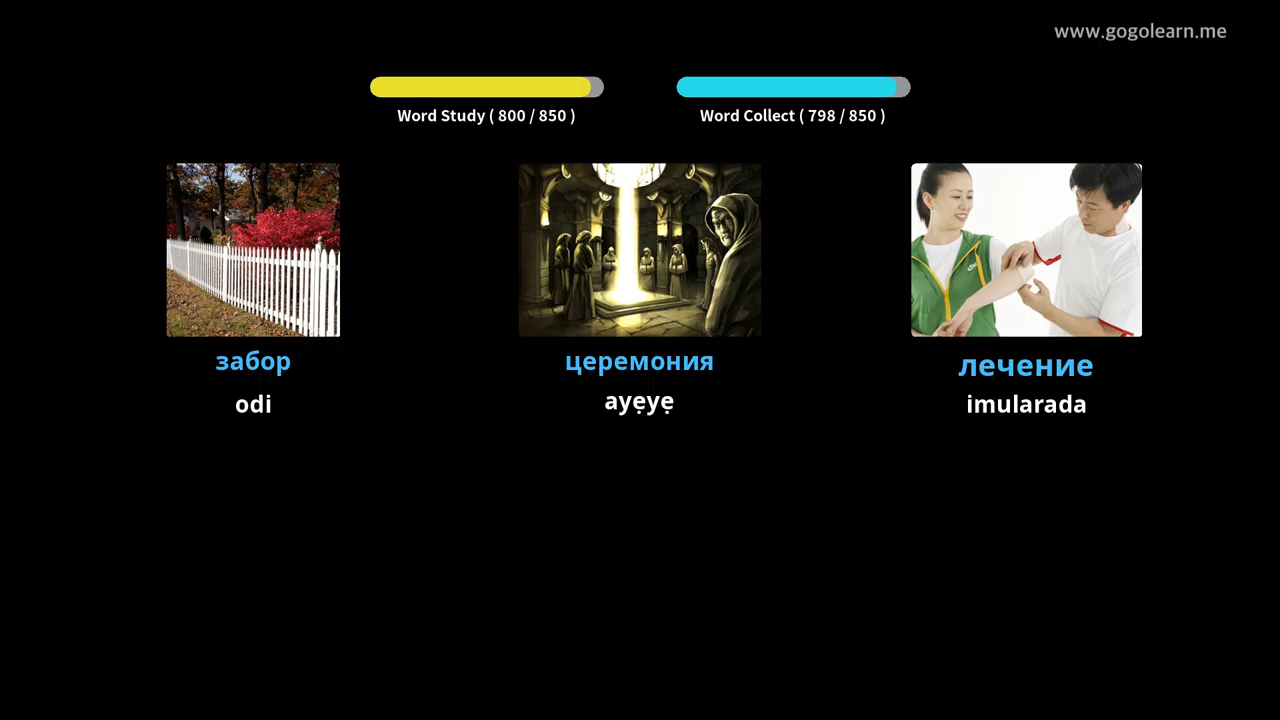 www.gogolearn.me
Word Study ( 800 / 850 )
Word Collect ( 798 / 850 )
забор
церемония
лечение
odi
ayẹyẹ
imularada